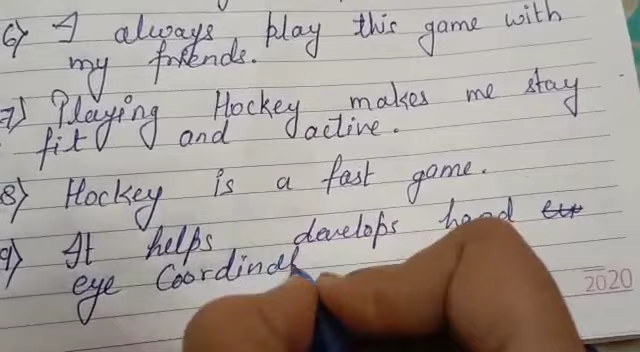 6) I always play this game with
my friends.
7) Playing Hockey makes me stay
fit and active.
8) Hockey is a fast game.
9) It helps develops hand
eye Coordinat
2020